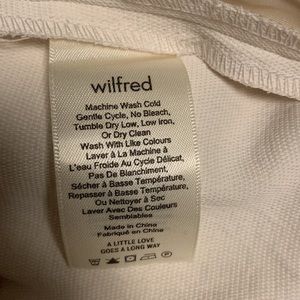 wilfred
Machine Wash Cold
Gentle Cycle, No Bleach,
Tumble Dry Low, Low Iron,
Or Dry Clean
Wash With Like Colours
Laver À La Machine À
L'eau Froide Au Cycle Délicat,
Pas De Blanchiment,
Sécher à Basse Température,
Repasser à Basse Température,
Ou Nettoyer à Sec
Laver Avec Des Couleurs
Semblables
Made in China
Fabriqué en Chine
A LITTLE LOVE
GOES A LONG WAY